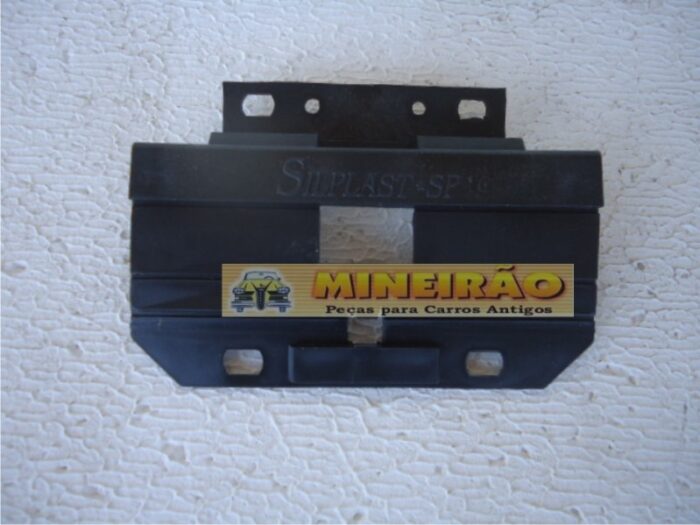 SILPLAST-SP
MINEIRÃO
Peças para Carros Antigos